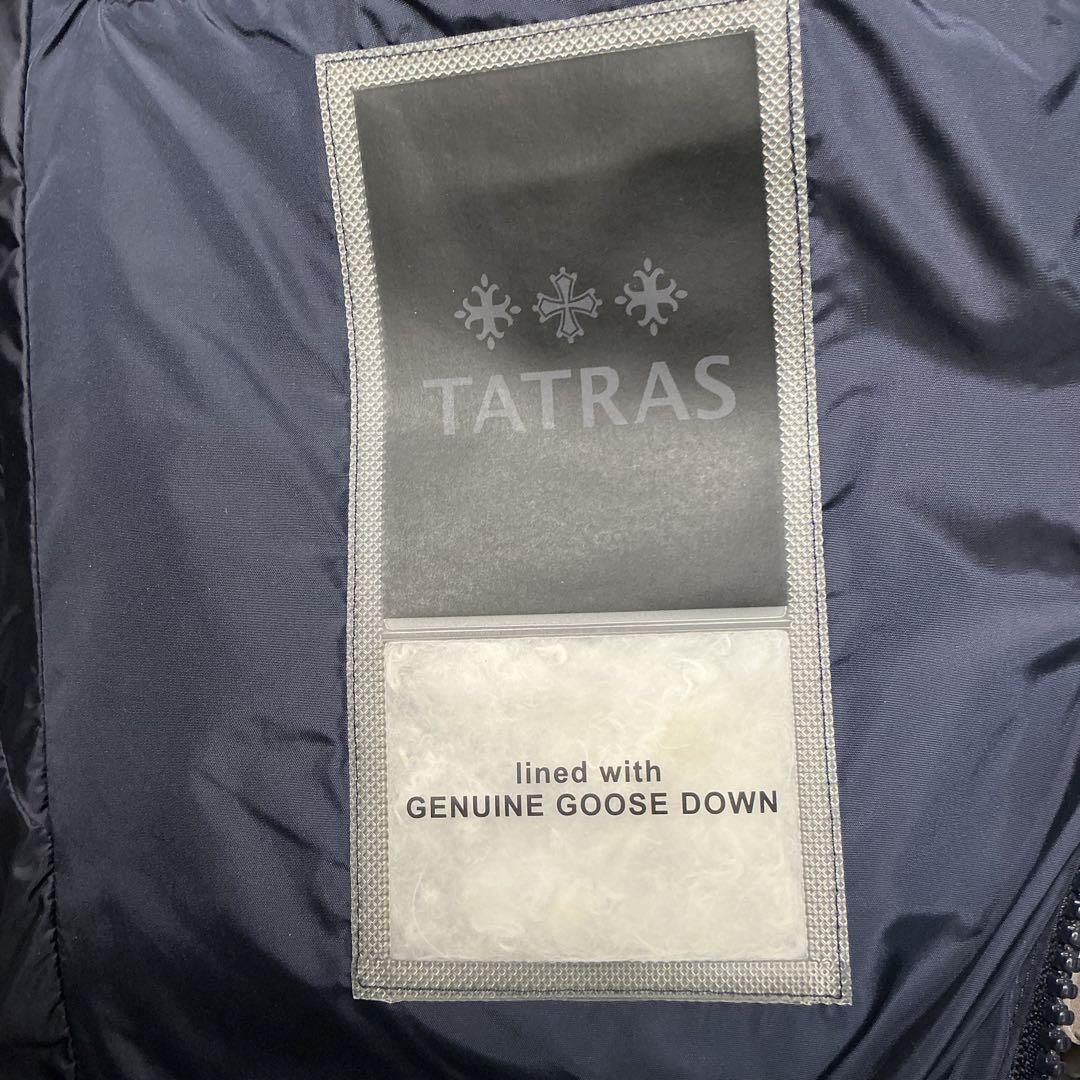 TATRAS
lined with
GENUINE GOOSE DOWN